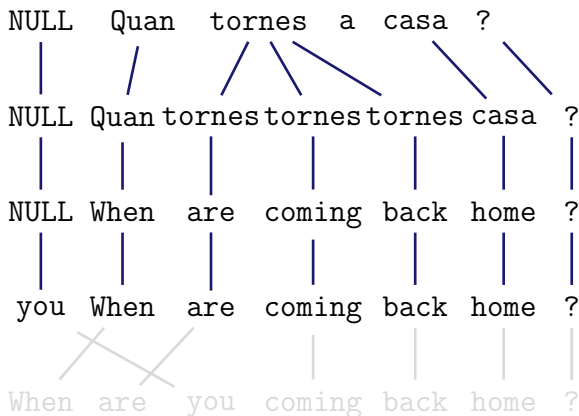 NULL Quan tornes a casa ?
NULL Quan tornes tornes tornes casa ?
NULL When are coming back home ?
you When are coming back home ?
When are you coming back home ?